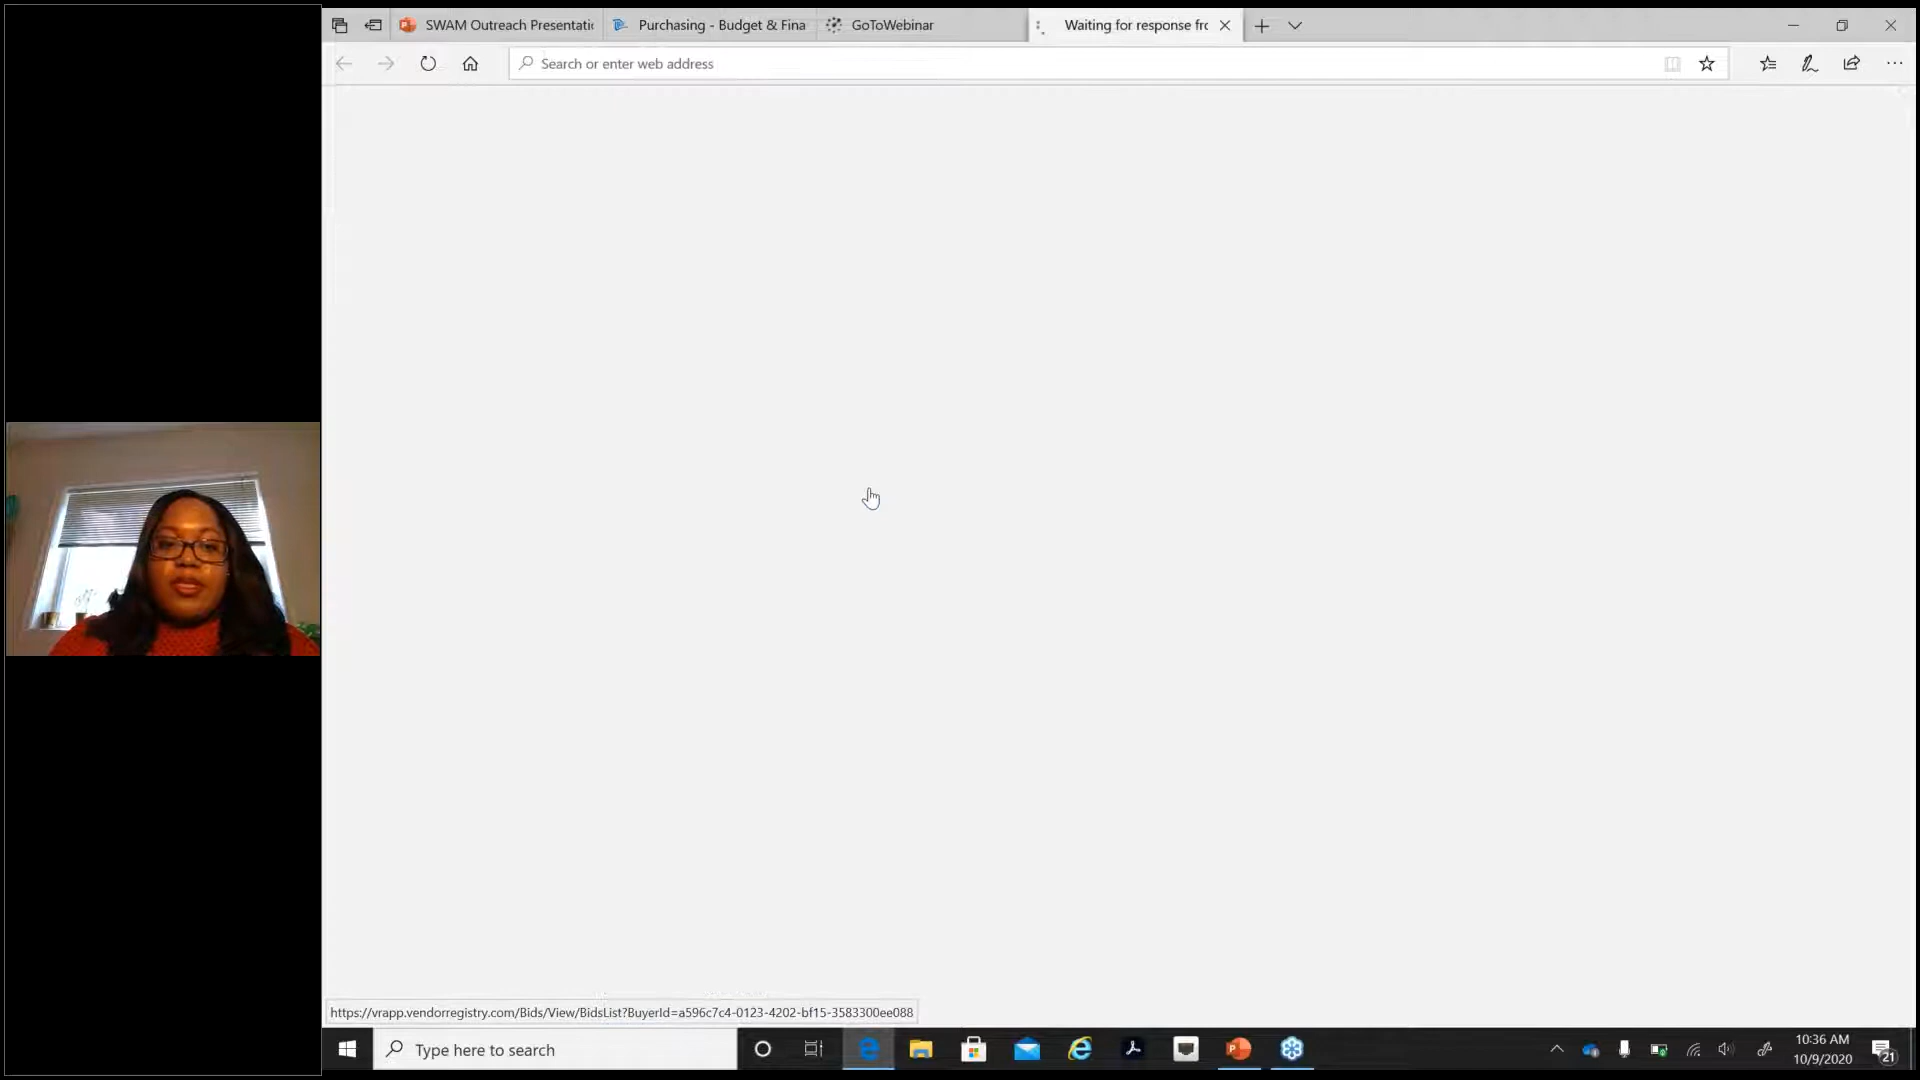 SWAM Outreach Presentatic
Purchasing - Budget & Fina
GoToWebinar
Waiting for response frc
Search or enter web address
https://vrapp.vendorregistry.com/Bids/View/BidsList?BuyerId=a596c7c4-0123-4202-bf15-3583300ee088
Type here to search
10:36 AM
10/9/2020
21